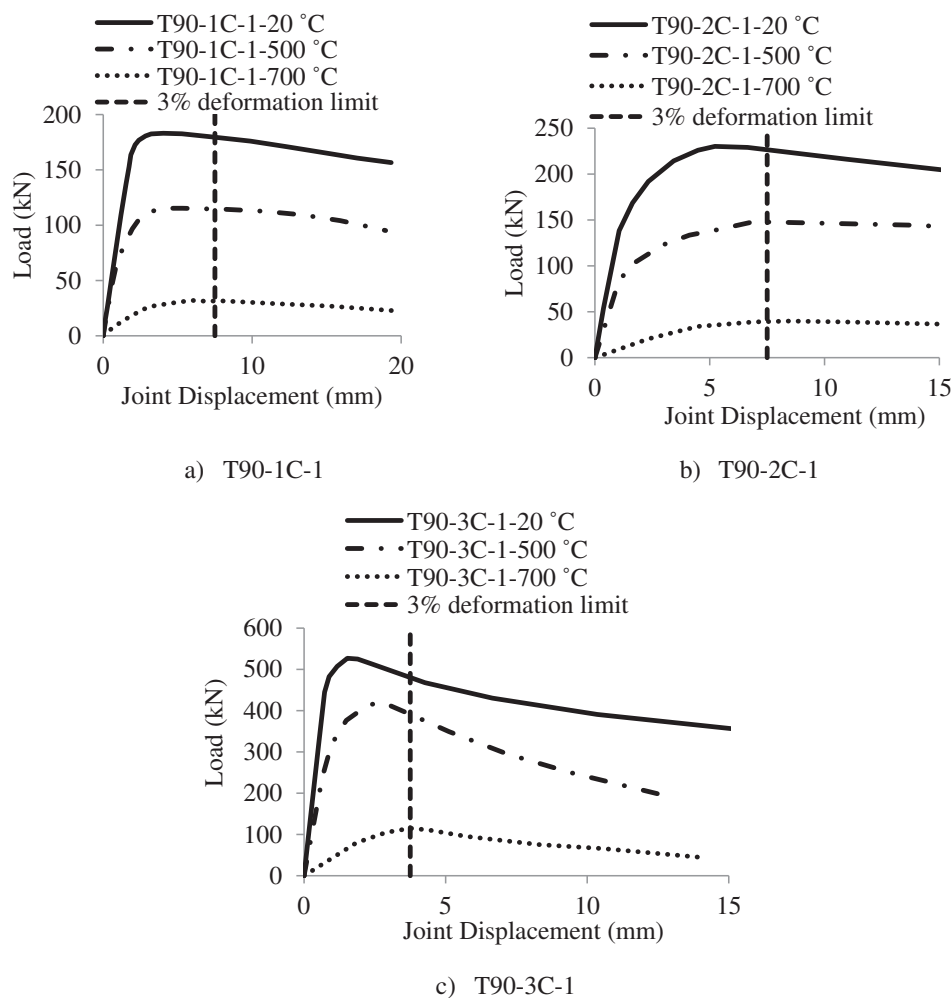 T90-1C-1-20 ˚C
T90-1C-1-500 ˚C
T90-1C-1-700 ˚C
3% deformation limit
200
150
100
50
0
Load (kN)
0 10 20
Joint Displacement (mm)
a) T90-1C-1
T90-2C-1-20 ˚C
T90-2C-1-500 ˚C
T90-2C-1-700 ˚C
3% deformation limit
250
200
150
100
50
0
Load (kN)
0 5 10 15
Joint Displacement (mm)
b) T90-2C-1
T90-3C-1-20 ˚C
T90-3C-1-500 ˚C
T90-3C-1-700 ˚C
3% deformation limit
600
500
400
300
200
100
0
Load (kN)
0 5 10 15
Joint Displacement (mm)
c) T90-3C-1